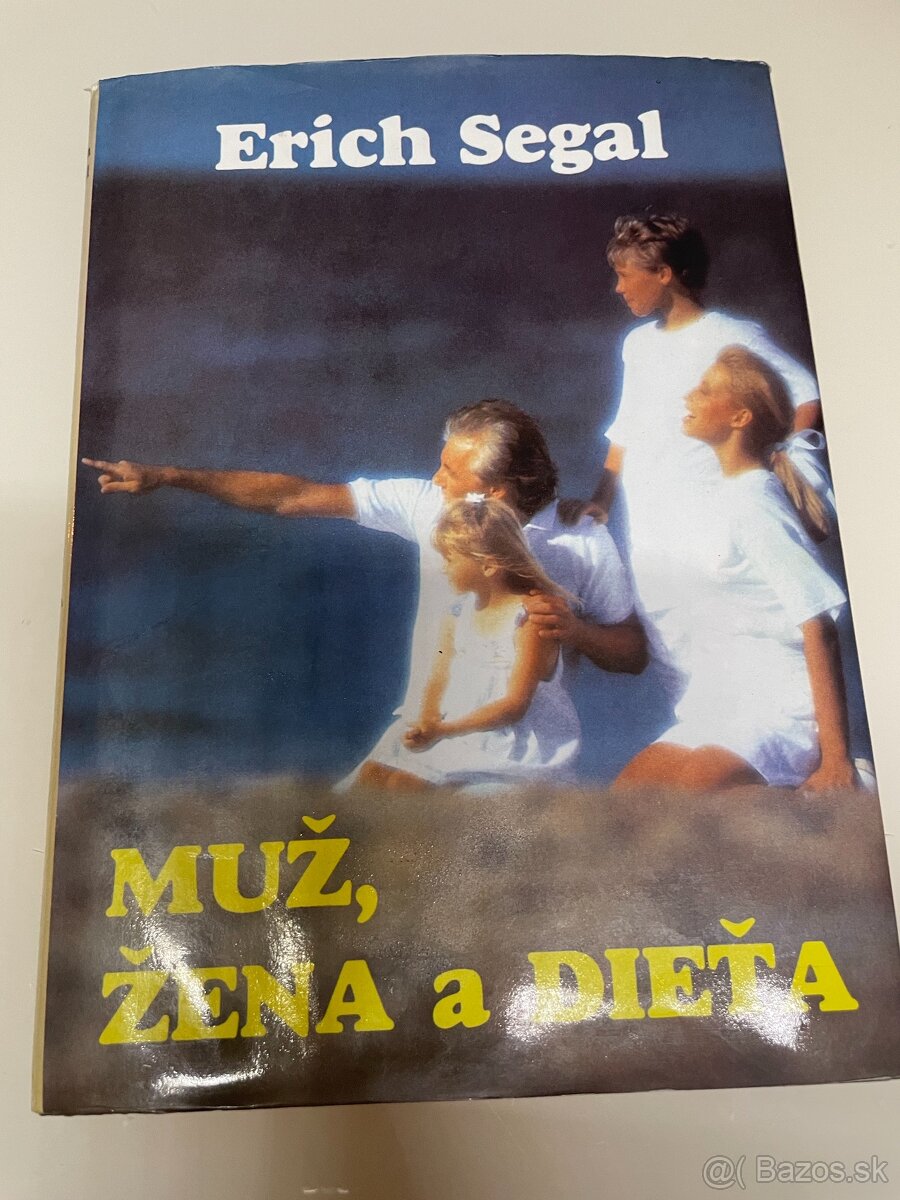 Erich Segal
MUŽ,
ŽENA a DIEŤA
@( Bazos.sk